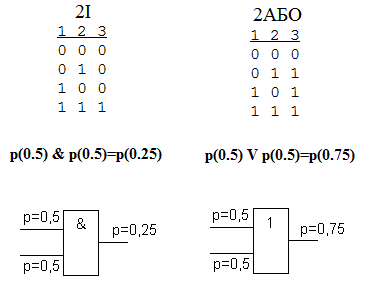 2І
1 2 3
0 0 0
0 1 0
1 0 0
1 1 1
p(0.5) & p(0.5)=p(0.25)
p=0,5
&
p=0,25
p=0,5
2АБО
1 2 3
0 0 0
0 1 1
1 0 1
1 1 1
p(0.5) V p(0.5)=p(0.75)
p=0,5
1
p=0,75
p=0,5